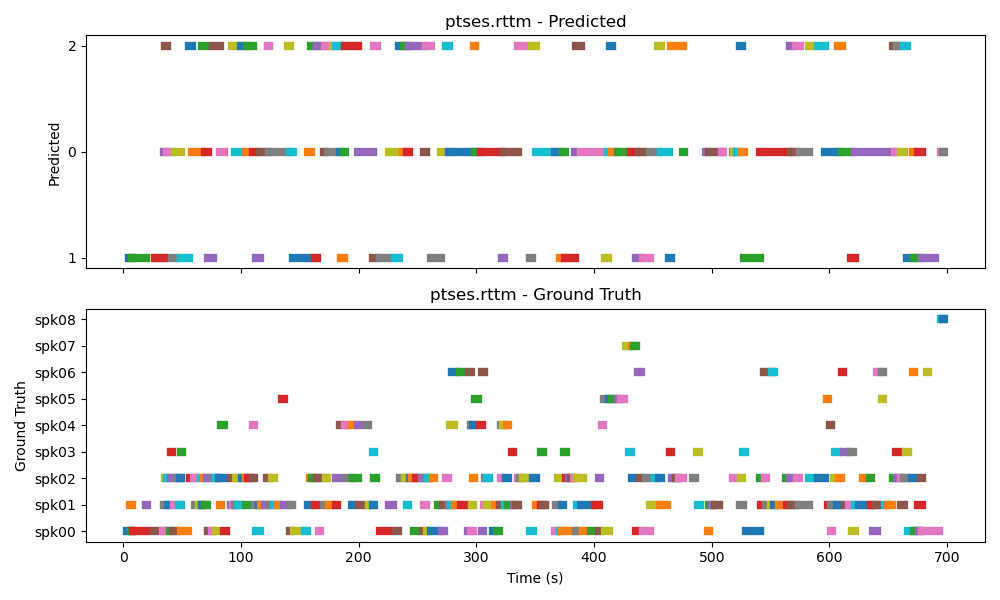 ptses.rttm - Predicted
2
0
1
Predicted
ptses.rttm - Ground Truth
spk08
spk07
spk06
spk05
spk04
spk03
spk02
spk01
spk00
Ground Truth
0 100 200 300 400 500 600 700
Time (s)